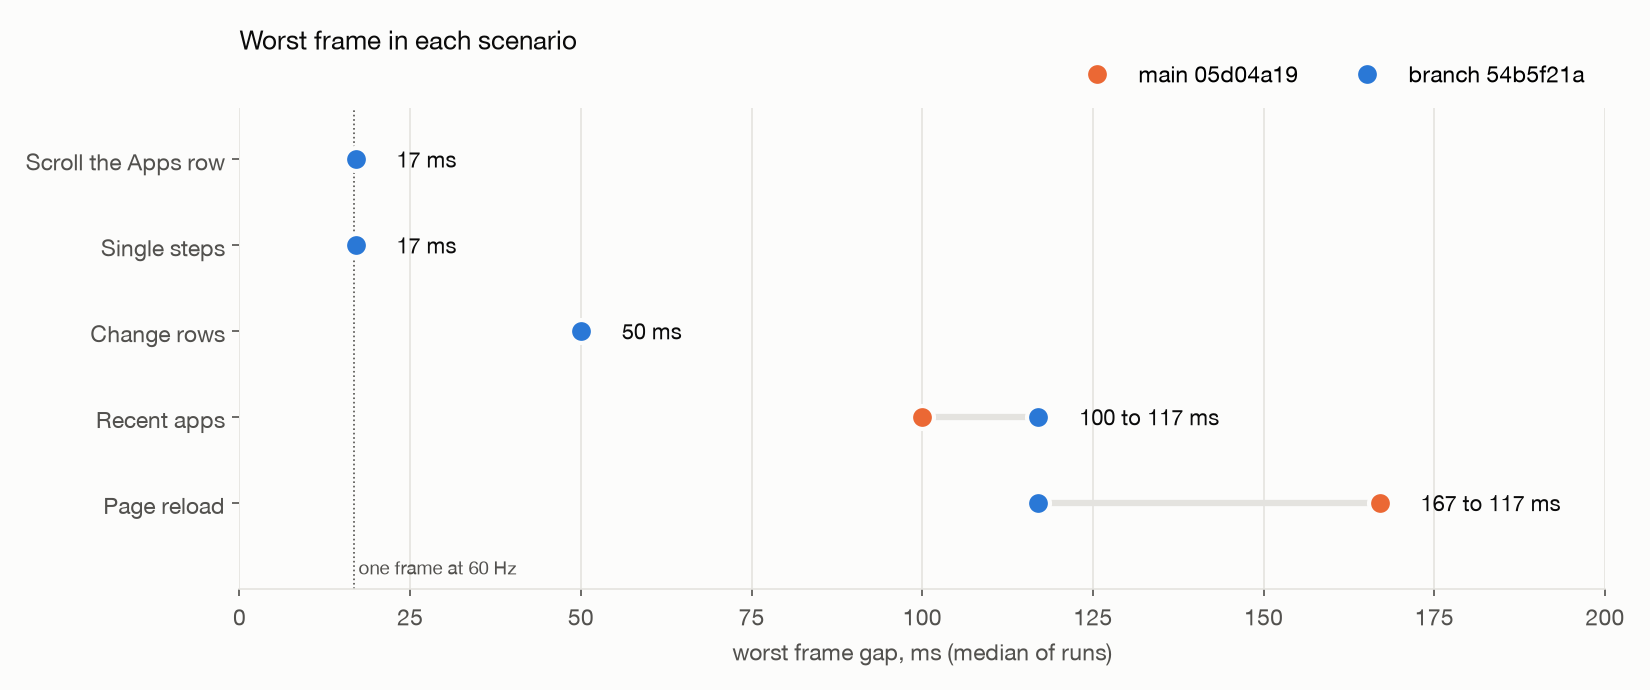 Worst frame in each scenario
main 05d04a19
branch 54b5f21a
Scroll the Apps row
17 ms
Single steps
17 ms
Change rows
50 ms
Recent apps
100 to 117 ms
Page reload
167 to 117 ms
one frame at 60 Hz
0 25 50 75 100 125 150 175 200
worst frame gap, ms (median of runs)